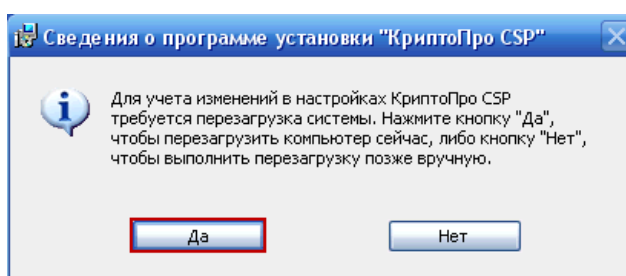 Сведения о программе установки "КриптоПро CSP"
Для учета изменений в настройках КриптоПро CSP
требуется перезагрузка системы. Нажмите кнопку "Да",
чтобы перезагрузить компьютер сейчас, либо кнопку "Нет",
чтобы выполнить перезагрузку позже вручную.
Да
Нет